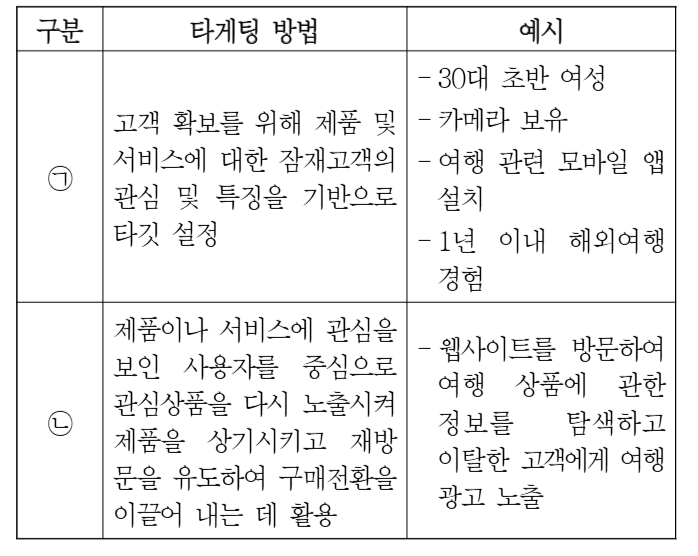 구분 타게팅 방법 예시
㉠
고객 확보를 위해 제품 및
서비스에 대한 잠재고객의
관심 및 특징을 기반으로
타깃 설정
- 30대 초반 여성
- 카메라 보유
- 여행 관련 모바일 앱
설치
- 1년 이내 해외여행
경험
㉡
제품이나 서비스에 관심을
보인 사용자를 중심으로
관심상품을 다시 노출시켜
제품을 상기시키고 재방
문을 유도하여 구매전환을
이끌어 내는 데 활용
- 웹사이트를 방문하여
여행 상품에 관한
정보를 탐색하고
이탈한 고객에게 여행
광고 노출